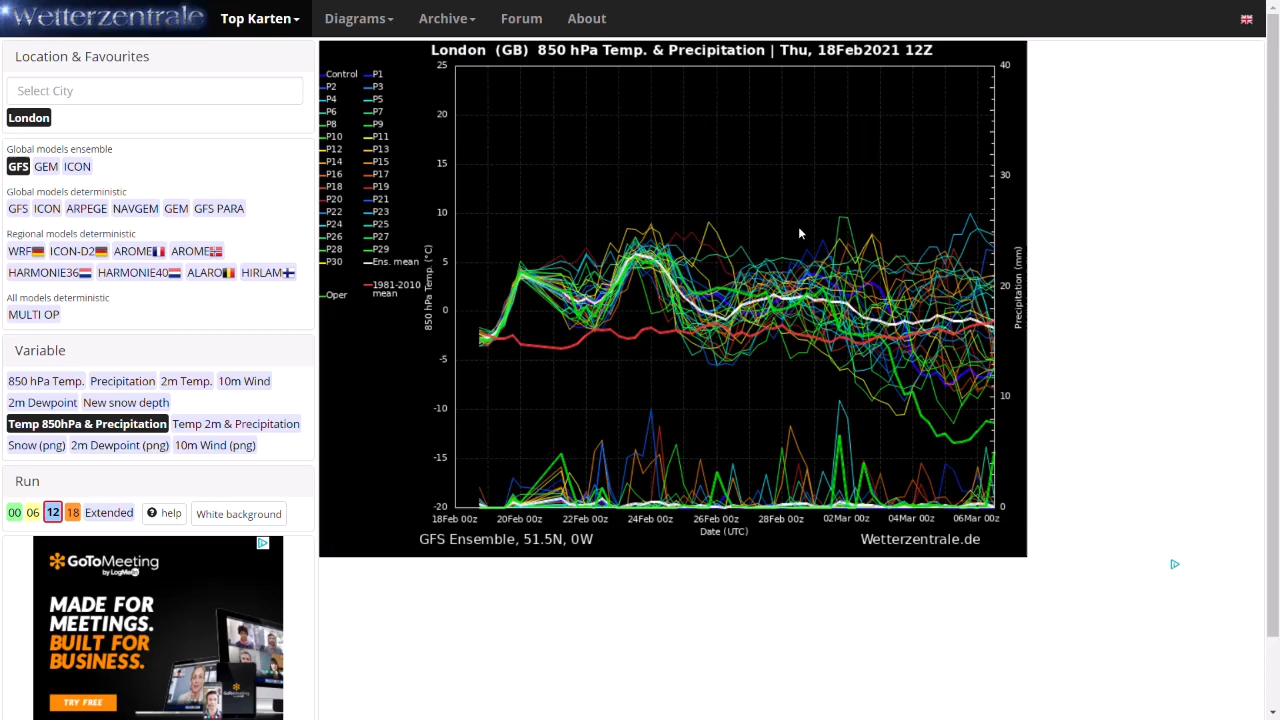 Wetterzentrale
Top Karten
Diagrams
Archive
Forum
About
Location & Favourites
Select City
London
Global models ensemble
GFS GEM ICON
Global models deterministic
GFS ICON ARPEGE NAVGEM GEM GFS PARA
Regional models deterministic
WRF ICON-D2 AROME AROME
HARMONIE36 HARMONIE40 ALARO HIRLAM
All models deterministic
MULTI OP
Variable
850 hPa Temp. Precipitation 2m Temp. 10m Wind
2m Dewpoint New snow depth
Temp 850hPa & Precipitation Temp 2m & Precipitation
Snow (png) 2m Dewpoint (png) 10m Wind (png)
Run
00 06 12 18 Extended help White background
GoToMeeting
by LogMeIn
MADE FOR
MEETINGS.
BUILT FOR
BUSINESS.
TRY FREE
London (GB) 850 hPa Temp. & Precipitation | Thu, 18Feb2021 12Z
Control P1
P2 P3
P4 P5
P6 P7
P8 P9
P10 P11
P12 P13
P14 P15
P16 P17
P18 P19
P20 P21
P22 P23
P24 P25
P26 P27
P28 P29
P30 Ens. mean
Oper 1981-2010
mean
850 hPa Temp. (°C)
25
20
15
10
5
0
-5
-10
-15
-20
40
30
20
10
0
Precipitation (mm)
18Feb 00z 20Feb 00z 22Feb 00z 24Feb 00z 26Feb 00z 28Feb 00z 02Mar 00z 04Mar 00z 06Mar 00z
Date (UTC)
GFS Ensemble, 51.5N, 0W
Wetterzentrale.de